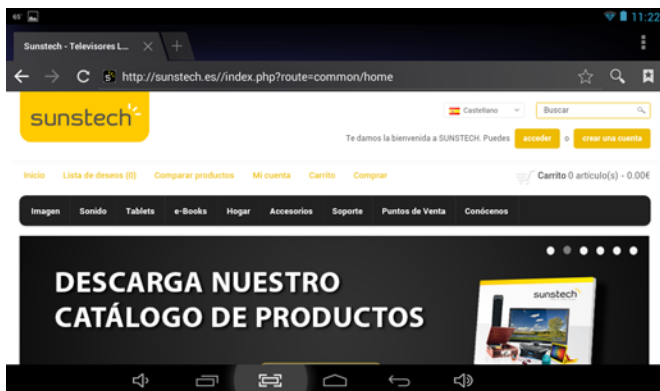 65°
11:22
Sunstech - Televisores L...
http://sunstech.es//index.php?route=common/home
sunstech
Castellano
Buscar
Te damos la bienvenida a SUNSTECH. Puedes acceder o crear una cuenta
Inicio Lista de deseos (0) Comparar productos Mi cuenta Carrito Comprar
Carrito 0 artículo(s) - 0.00€
Imagen Sonido Tablets e-Books Hogar Accesorios Soporte Puntos de Venta Conócenos
DESCARGA NUESTRO
CATÁLOGO DE PRODUCTOS
sunstech